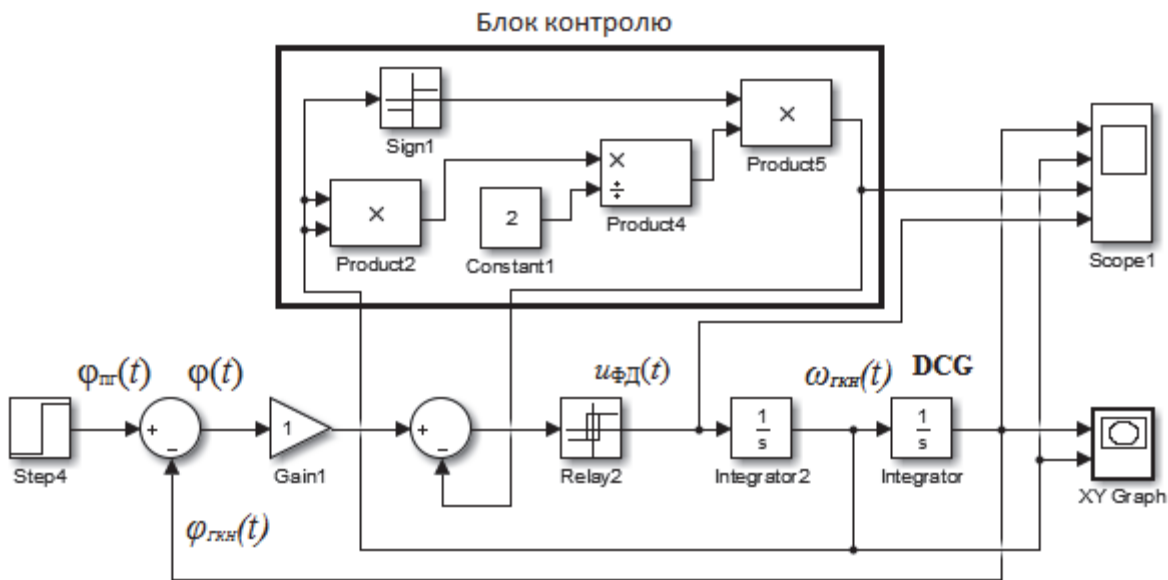 Блок контролю
Sign1
×
Product5
×
÷
Product4
×
Product2
2
Constant1
Scope1
φпг(t)
φ(t)
uФД(t)
ωгкн(t)
DCG
Step4
+
−
1
Gain1
+
−
Relay2
1
s
Integrator2
1
s
Integrator
XY Graph
φгкн(t)